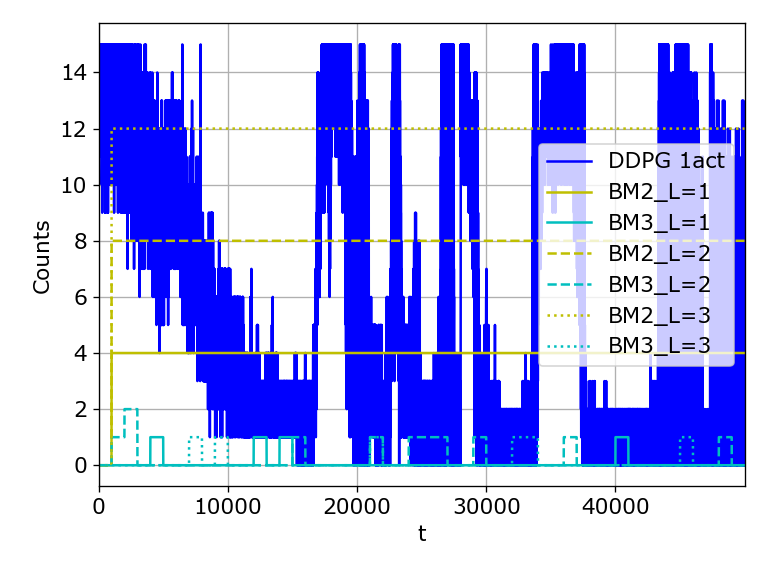 14
12
10
8
6
4
2
0
Counts
DDPG 1act
BM2_L=1
BM3_L=1
BM2_L=2
BM3_L=2
BM2_L=3
BM3_L=3
0 10000 20000 30000 40000
t